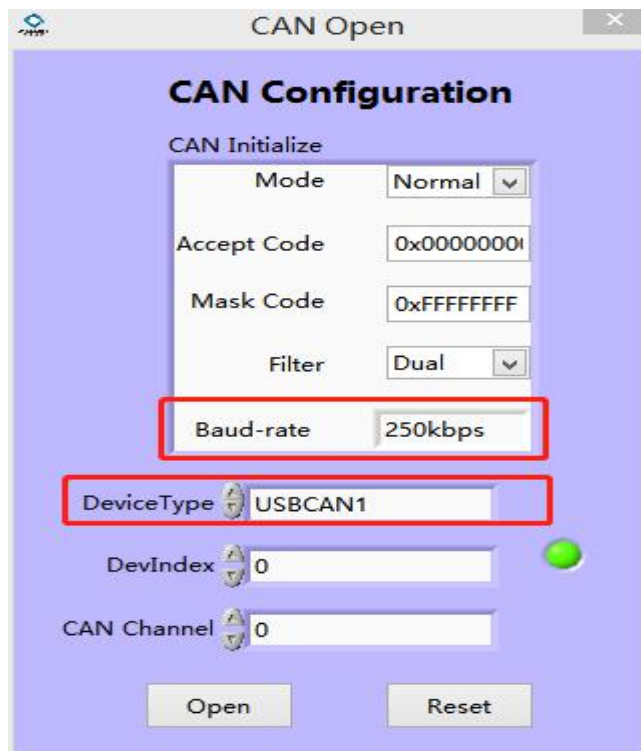 CAN Open
CAN Configuration
CAN Initialize
Mode Normal
Accept Code 0x00000000
Mask Code 0xFFFFFFFF
Filter Dual
Baud-rate 250kbps
DeviceType USBCAN1
DevIndex 0
CAN Channel 0
Open Reset